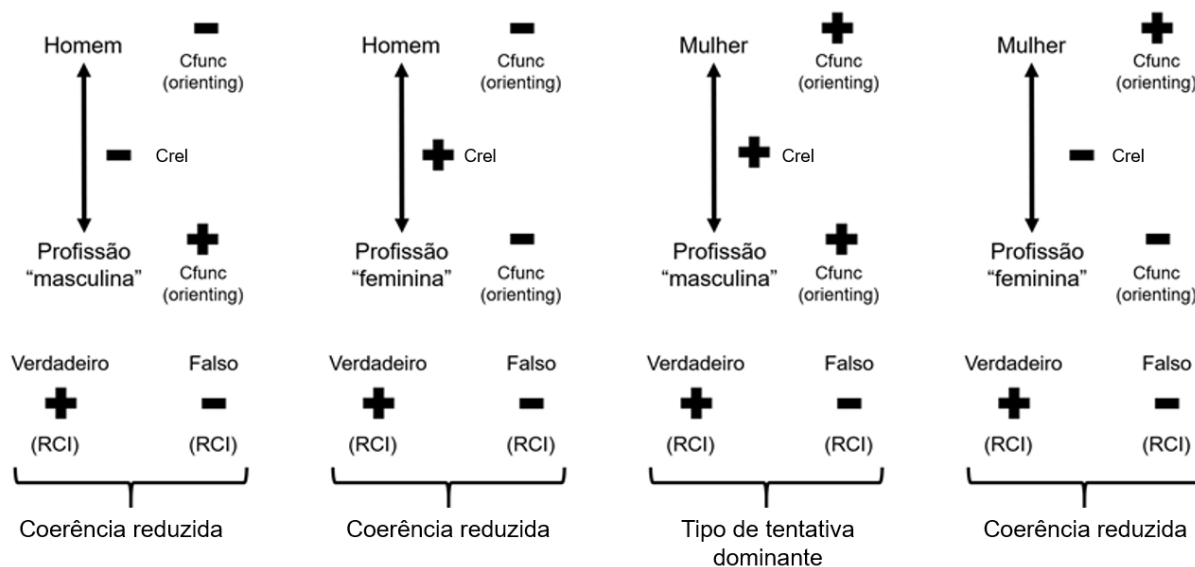 Homem
Cfunc
(orienting)
Crel
Profissão
“masculina”
Cfunc
(orienting)
Verdadeiro Falso
(RCI) (RCI)
Coerência reduzida
Homem
Cfunc
(orienting)
Crel
Profissão
“feminina”
Cfunc
(orienting)
Verdadeiro Falso
(RCI) (RCI)
Coerência reduzida
Mulher
Cfunc
(orienting)
Crel
Profissão
“masculina”
Cfunc
(orienting)
Verdadeiro Falso
(RCI) (RCI)
Tipo de tentativa
dominante
Mulher
Cfunc
(orienting)
Crel
Profissão
“feminina”
Cfunc
(orienting)
Verdadeiro Falso
(RCI) (RCI)
Coerência reduzida